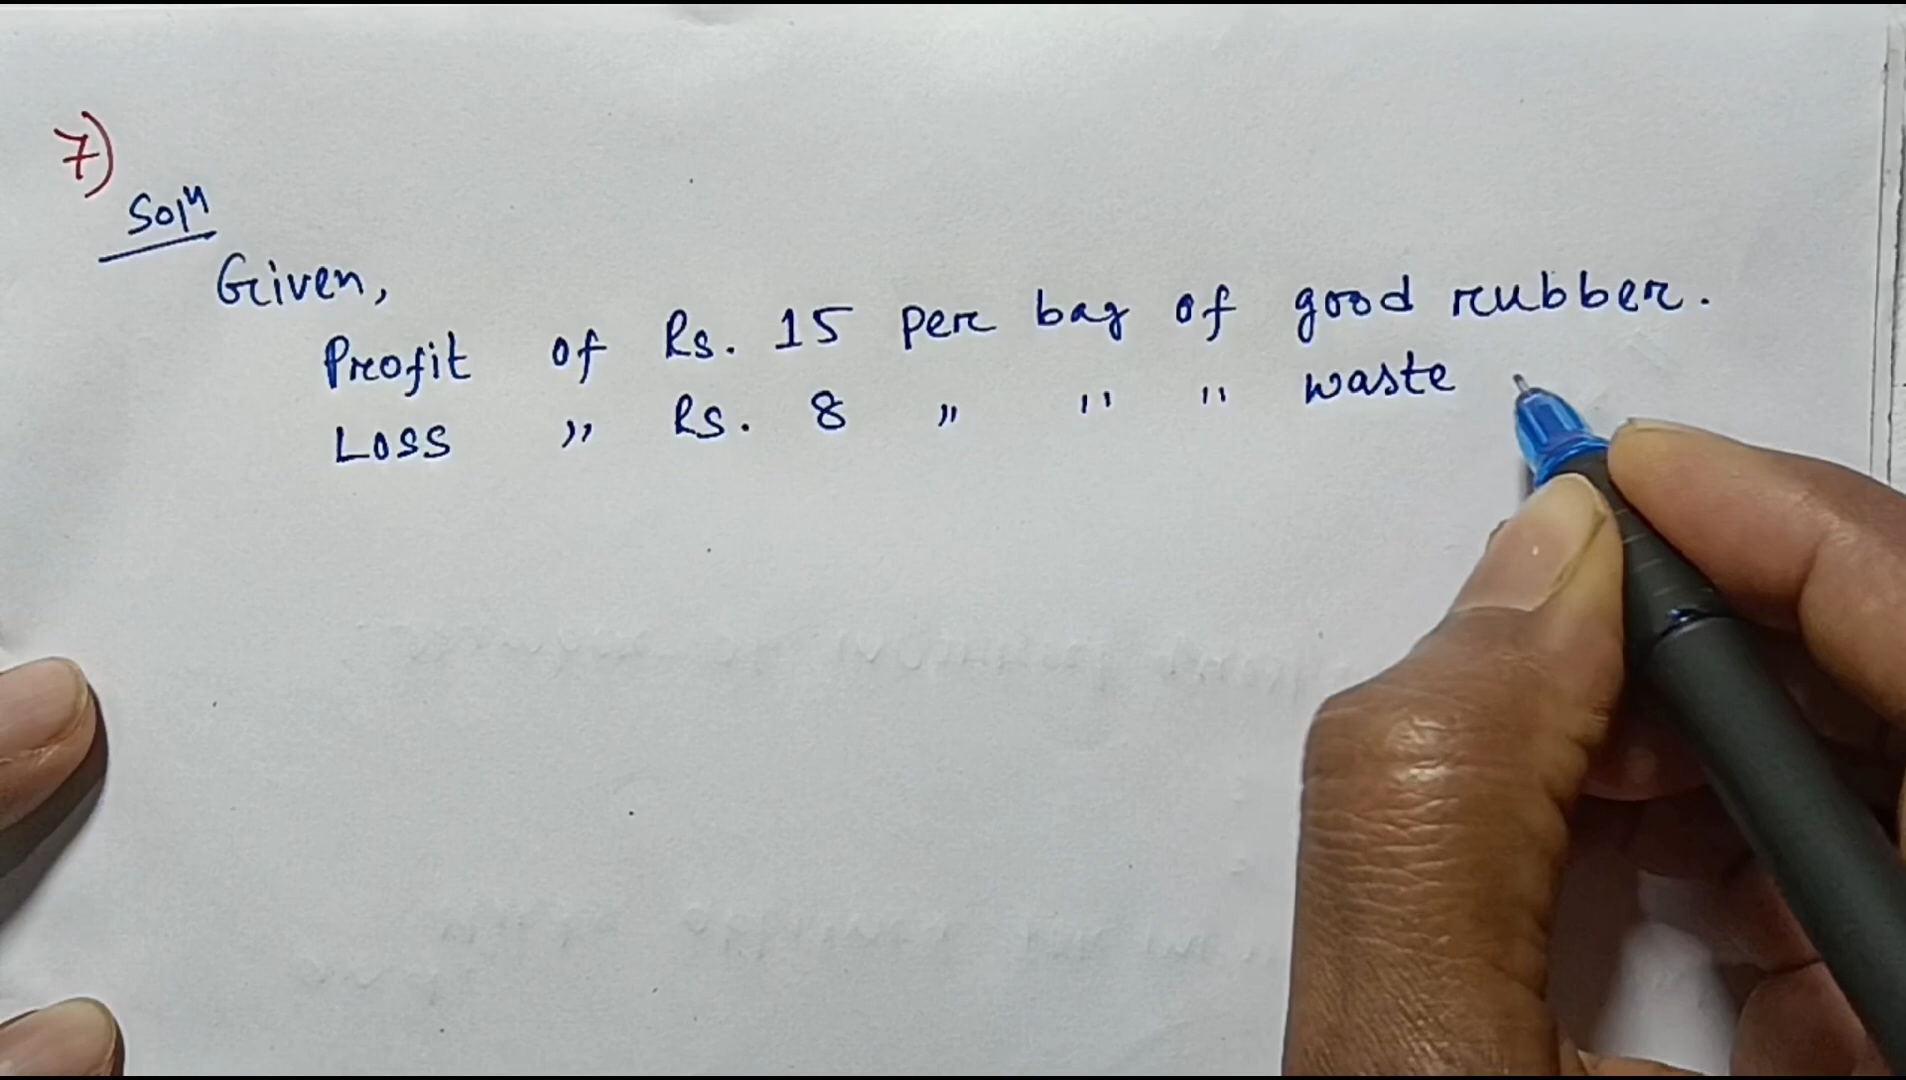 7)
Soln
Given,
Profit of Rs. 15 per bag of good rubber.
Loss " Rs. 8 " " " waste